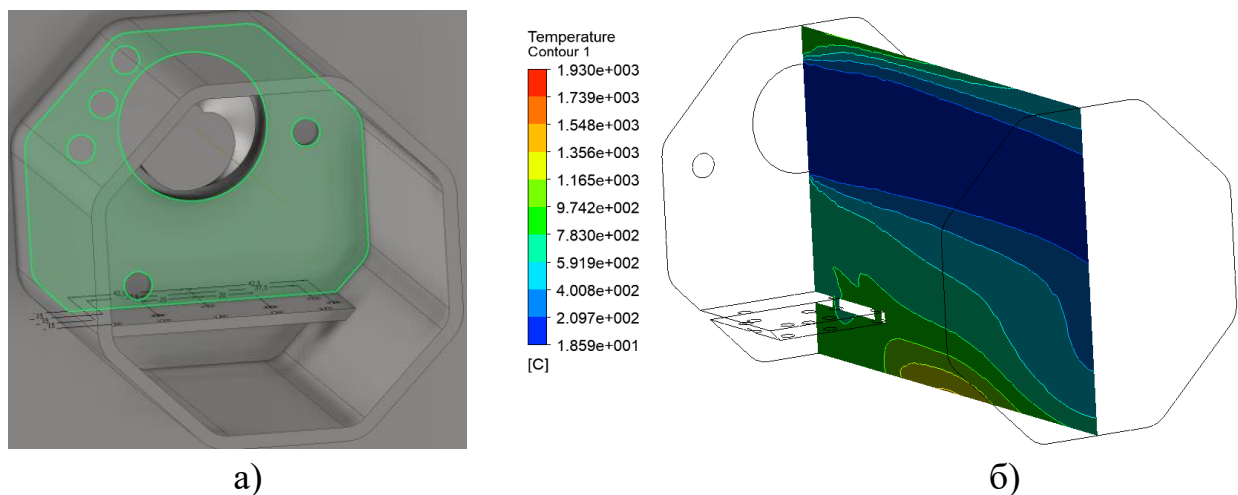 Temperature
Contour 1
1.930e+003
1.739e+003
1.548e+003
1.356e+003
1.165e+003
9.742e+002
7.830e+002
5.919e+002
4.008e+002
2.097e+002
1.859e+001
[C]
а)
б)